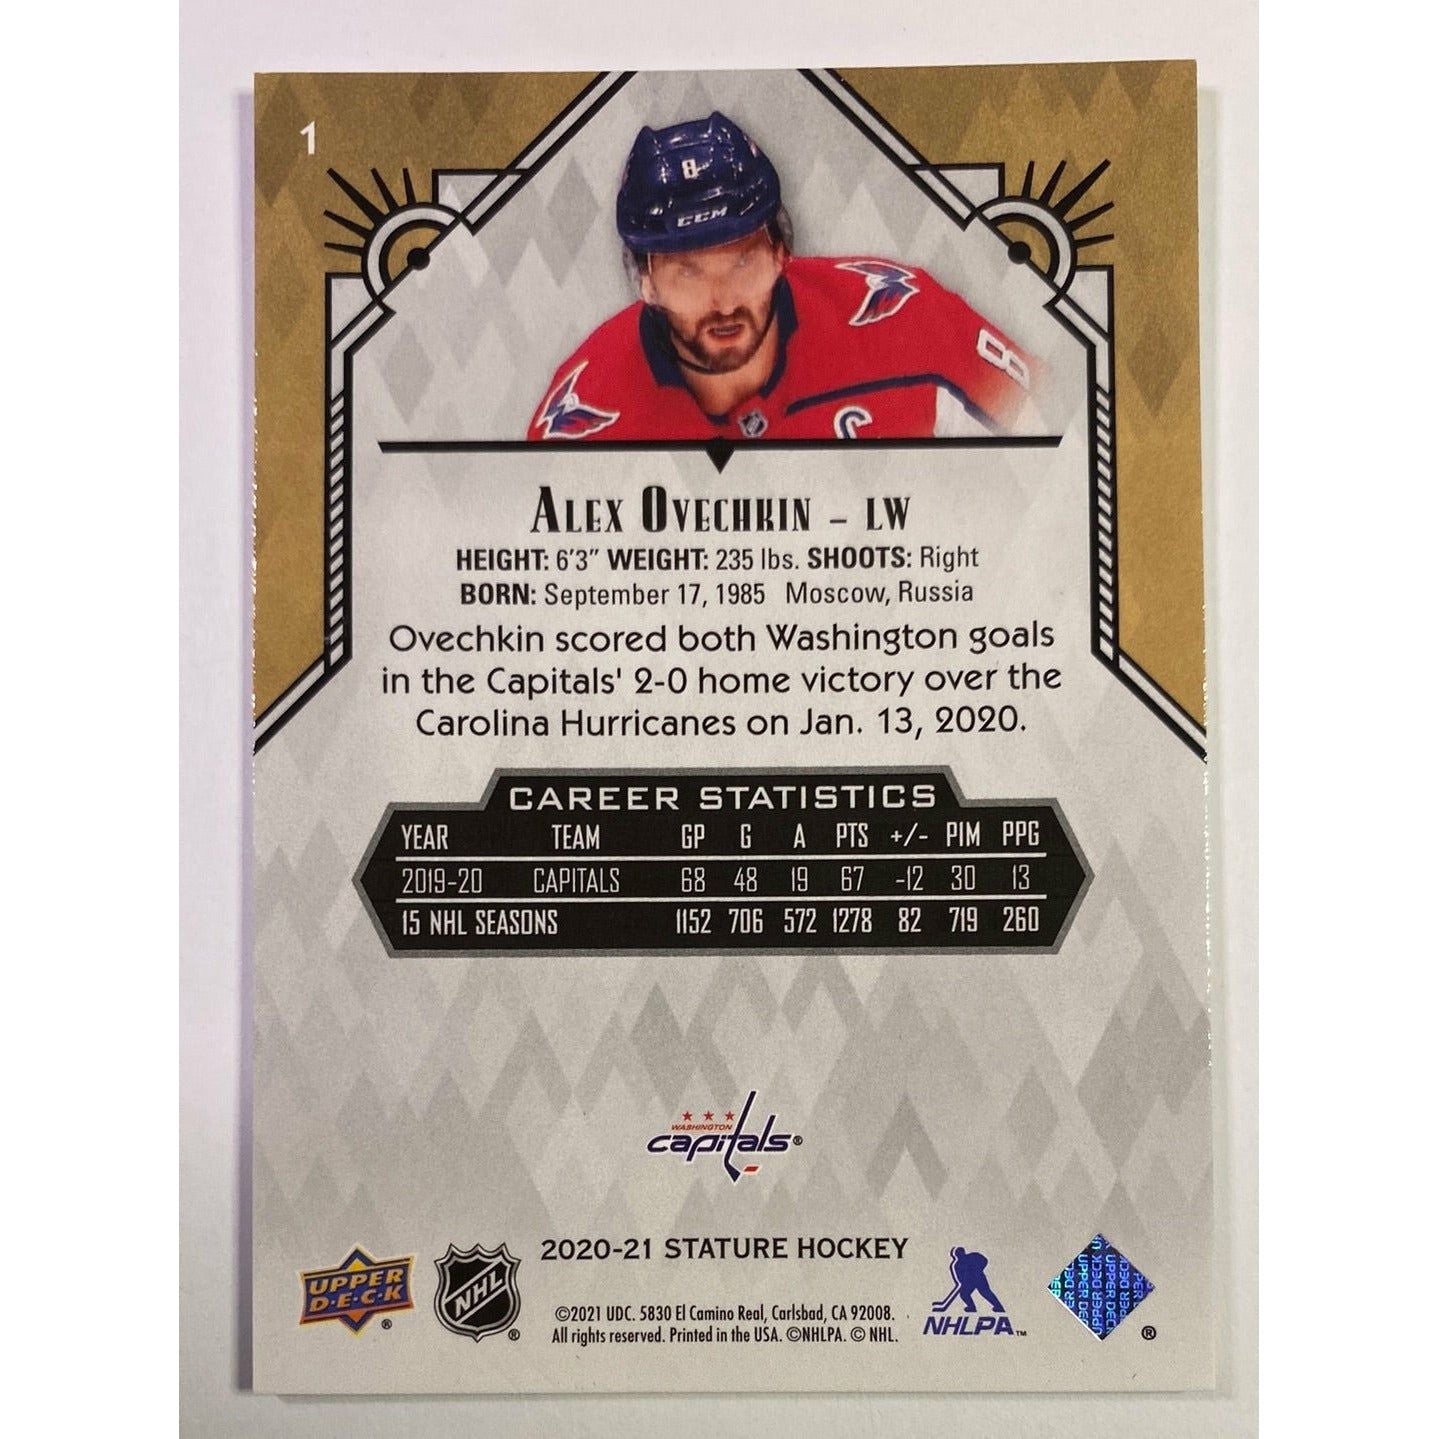 1
8
CCM
8
C
ALEX OVECHKIN – LW
HEIGHT: 6'3" WEIGHT: 235 lbs. SHOOTS: Right
BORN: September 17, 1985 Moscow, Russia
Ovechkin scored both Washington goals
in the Capitals' 2-0 home victory over the
Carolina Hurricanes on Jan. 13, 2020.
CAREER STATISTICS
YEAR TEAM GP G A PTS +/- PIM PPG
2019-20 CAPITALS 68 48 19 67 -12 30 13
15 NHL SEASONS 1152 706 572 1278 82 719 260
WASHINGTON
capitals®
2020-21 STATURE HOCKEY
UPPER
D·E·C·K ®
NHL ®
©2021 UDC. 5830 El Camino Real, Carlsbad, CA 92008.
All rights reserved. Printed in the USA. ©NHLPA. © NHL.
NHLPA™
UPPER DECK
®